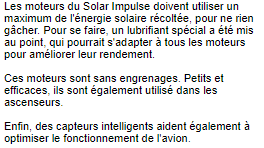 Les moteurs du Solar Impulse doivent utiliser un
maximum de l'énergie solaire récoltée, pour ne rien
gâcher. Pour se faire, un lubrifiant spécial a été mis
au point, qui pourrait s'adapter à tous les moteurs
pour améliorer leur rendement.

Ces moteurs sont sans engrenages. Petits et
efficaces, ils sont également utilisé dans les
ascenseurs.

Enfin, des capteurs intelligents aident également à
optimiser le fonctionnement de l'avion.